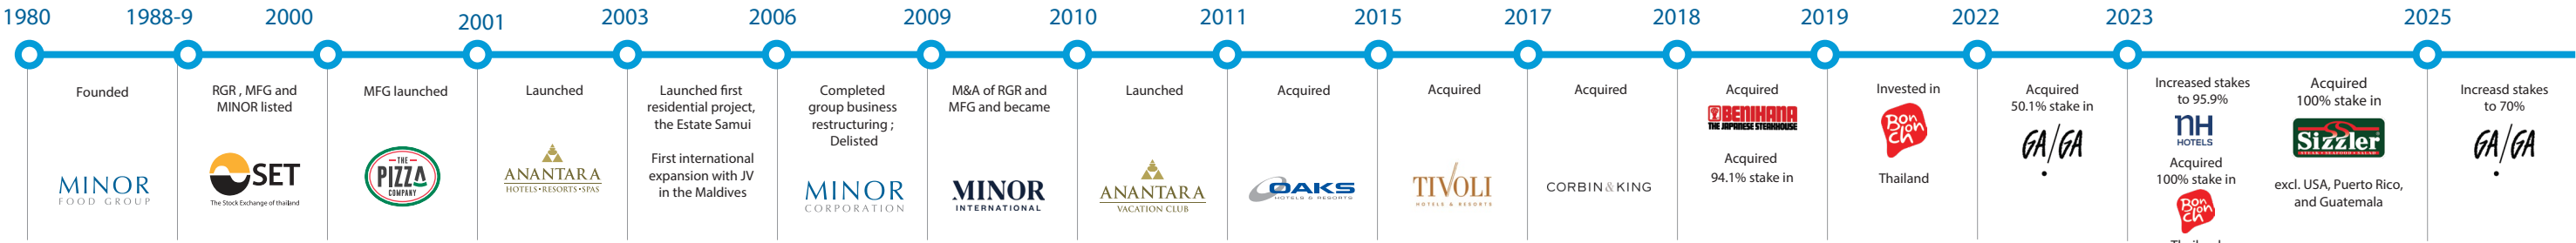 1980
1988-9
2000
2001
2003
2006
2009
2010
2011
2015
2017
2018
2019
2022
2023
2025
Founded
MINOR
FOOD GROUP
RGR , MFG and
MINOR listed
SET
The Stock Exchange of thailand
MFG launched
THE
PIZZA
COMPANY
Launched
ANANTARA
HOTELS•RESORTS•SPAS
Launched first
residential project,
the Estate Samui
First international
expansion with JV
in the Maldives
Completed
group business
restructuring ;
Delisted
MINOR
CORPORATION
M&A of RGR and
MFG and became
MINOR
INTERNATIONAL
Launched
ANANTARA
VACATION CLUB
Acquired
OAKS
HOTELS & RESORTS
Acquired
TIVOLI
HOTELS & RESORTS
Acquired
CORBIN&KING
Acquired
BENIHANA
THE JAPANESE STEAKHOUSE
Acquired
94.1% stake in
Invested in
Bon
chon
Thailand
Acquired
50.1% stake in
GA/GA
Increased stakes
to 95.9%
nH
HOTELS
Acquired
100% stake in
Bon
chon
Acquired
100% stake in
Sizzler
STEAK • SEAFOOD • SALAD
excl. USA, Puerto Rico,
and Guatemala
Increasd stakes
to 70%
GA/GA